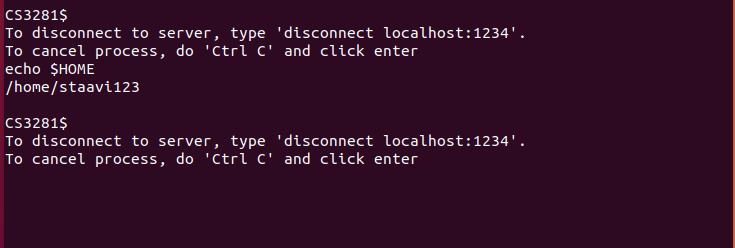 CS3281$
To disconnect to server, type 'disconnect localhost:1234'.
To cancel process, do 'Ctrl C' and click enter
echo $HOME
/home/staavi123
CS3281$
To disconnect to server, type 'disconnect localhost:1234'.
To cancel process, do 'Ctrl C' and click enter